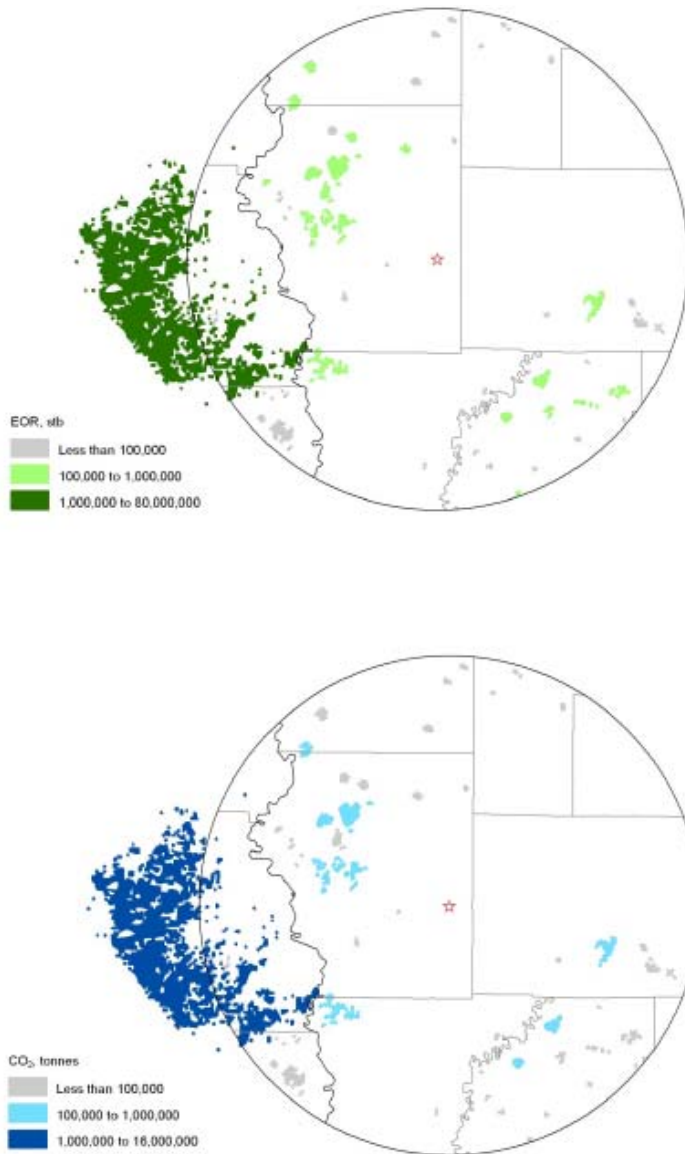 EOR, stb
Less than 100,000
100,000 to 1,000,000
1,000,000 to 80,000,000
CO₂, tonnes
Less than 100,000
100,000 to 1,000,000
1,000,000 to 16,000,000